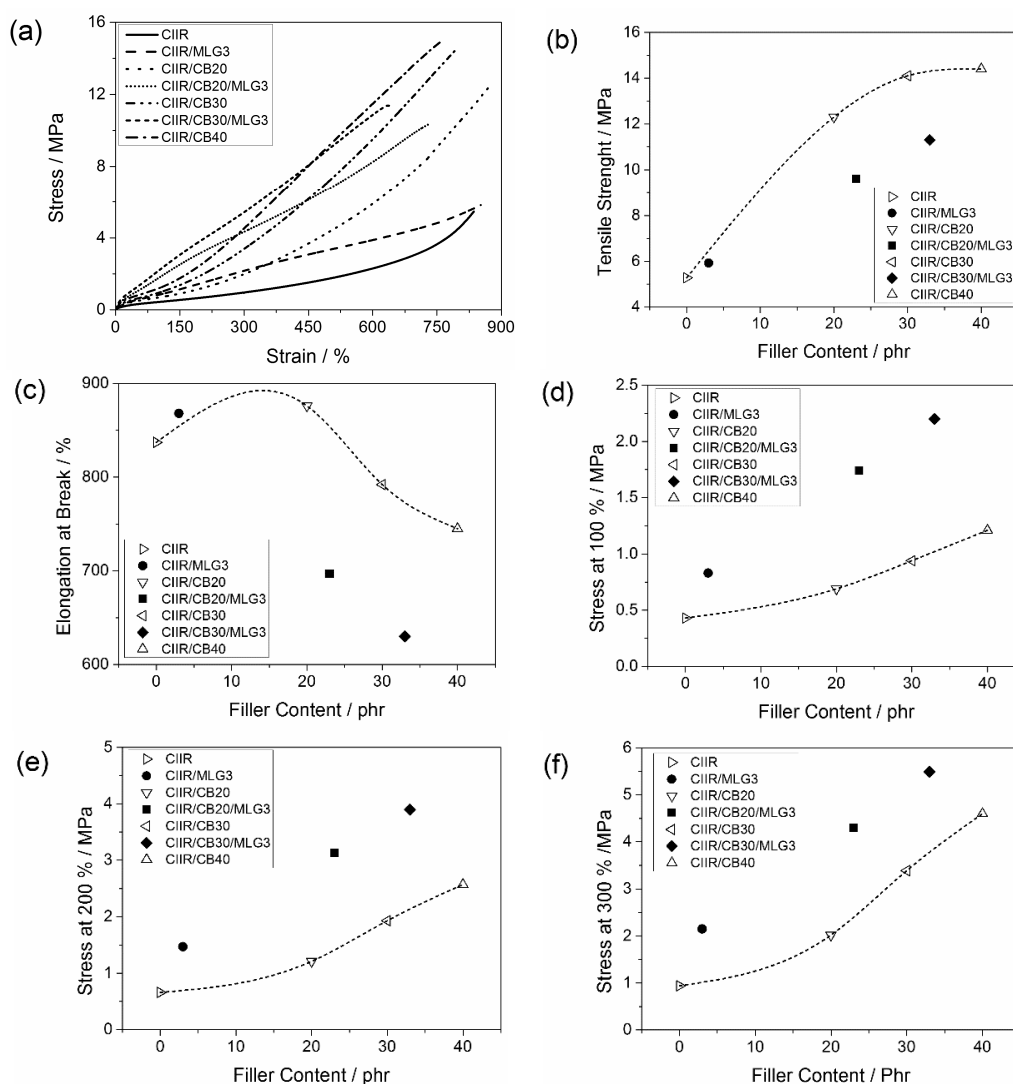 (a)
16
12
8
4
0
Stress / MPa
CIIR
CIIR/MLG3
CIIR/CB20
CIIR/CB20/MLG3
CIIR/CB30
CIIR/CB30/MLG3
CIIR/CB40
0 150 300 450 600 750 900
Strain / %
(b)
16
14
12
10
8
6
4
Tensile Strenght / MPa
CIIR
CIIR/MLG3
CIIR/CB20
CIIR/CB20/MLG3
CIIR/CB30
CIIR/CB30/MLG3
CIIR/CB40
0 10 20 30 40
Filler Content / phr
(c)
900
800
700
600
Elongation at Break / %
CIIR
CIIR/MLG3
CIIR/CB20
CIIR/CB20/MLG3
CIIR/CB30
CIIR/CB30/MLG3
CIIR/CB40
0 10 20 30 40
Filler Content / phr
(d)
2.5
2.0
1.5
1.0
0.5
0.0
Stress at 100 % / MPa
CIIR
CIIR/MLG3
CIIR/CB20
CIIR/CB20/MLG3
CIIR/CB30
CIIR/CB30/MLG3
CIIR/CB40
0 10 20 30 40
Filler Content / phr
(e)
5
4
3
2
1
0
Stress at 200 % / MPa
CIIR
CIIR/MLG3
CIIR/CB20
CIIR/CB20/MLG3
CIIR/CB30
CIIR/CB30/MLG3
CIIR/CB40
0 10 20 30 40
Filler Content / phr
(f)
6
5
4
3
2
1
0
Stress at 300 % /MPa
CIIR
CIIR/MLG3
CIIR/CB20
CIIR/CB20/MLG3
CIIR/CB30
CIIR/CB30/MLG3
CIIR/CB40
0 10 20 30 40
Filler Content / Phr